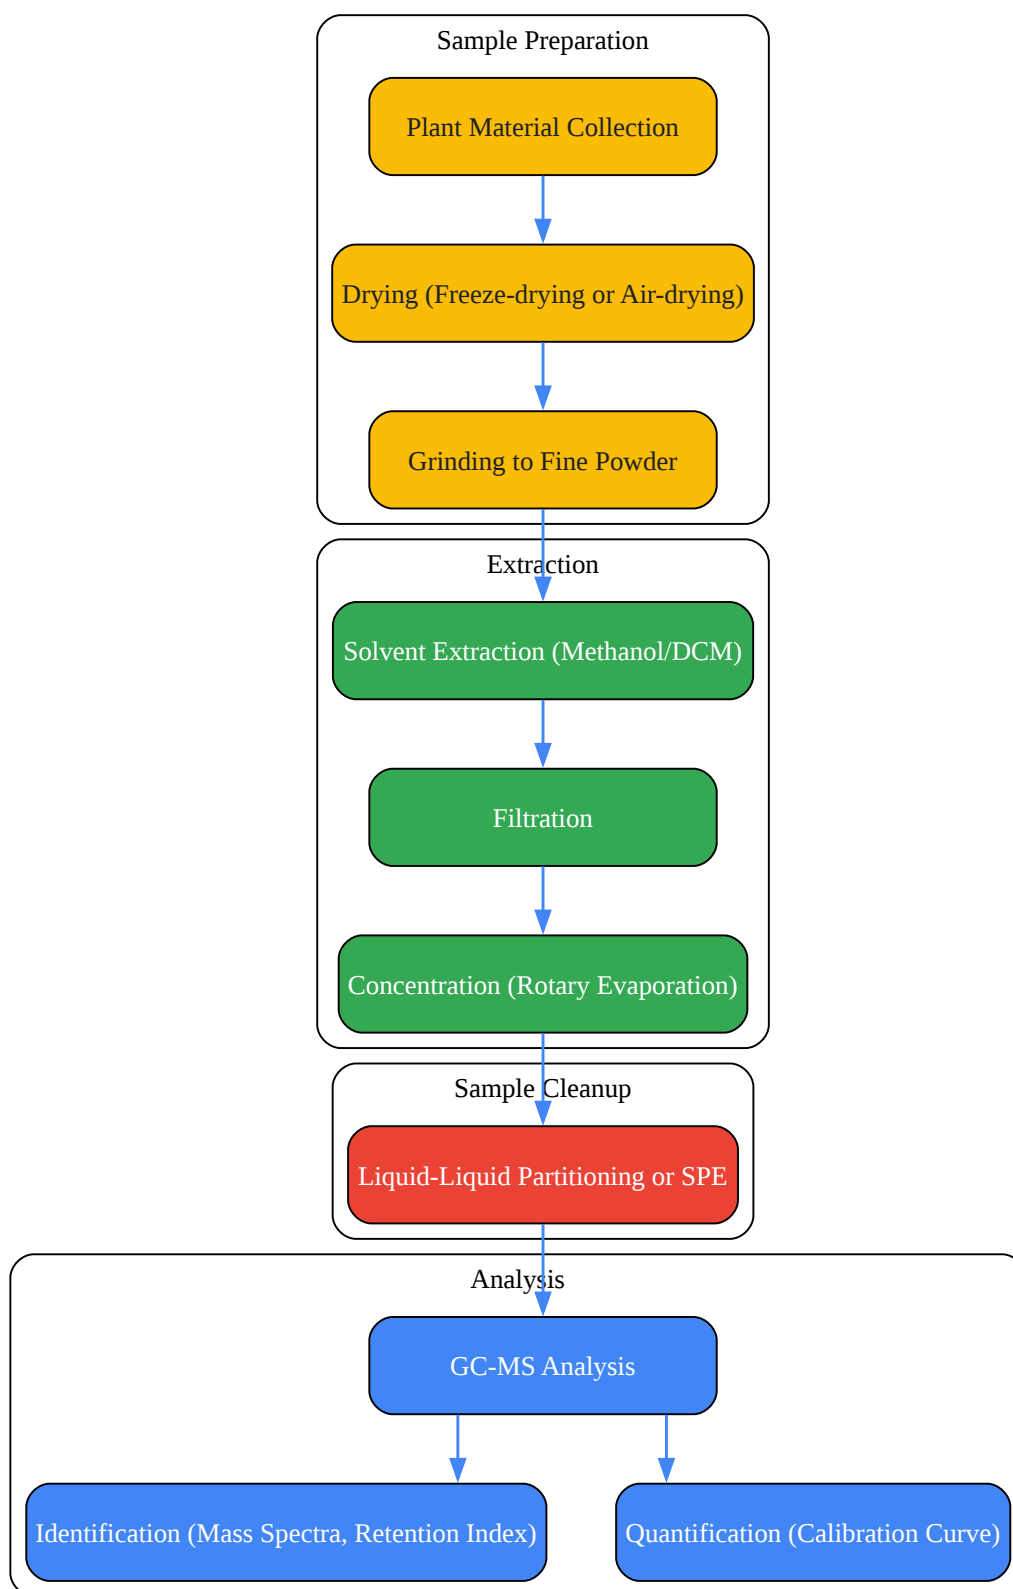 Sample Preparation
Plant Material Collection
Drying (Freeze-drying or Air-drying)
Grinding to Fine Powder
Extraction
Solvent Extraction (Methanol/DCM)
Filtration
Concentration (Rotary Evaporation)
Sample Cleanup
Liquid-Liquid Partitioning or SPE
Analysis
GC-MS Analysis
Identification (Mass Spectra, Retention Index)
Quantification (Calibration Curve)